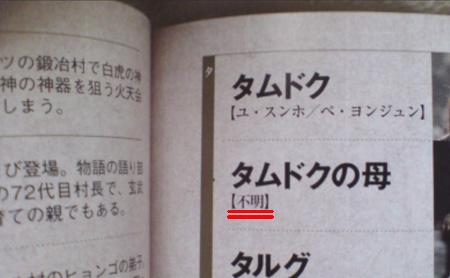 ツの鍛冶村で白虎の神
神の神器を狙う火天会
しまう。
び登場。物語の語り部
の72代目村長で、玄武
育ての親でもある。
村のヒョンゴの弟子
タ
タムドク
【ユ・スンホ／ペ・ヨンジュン】
タムドクの母
【不明】
タルグ